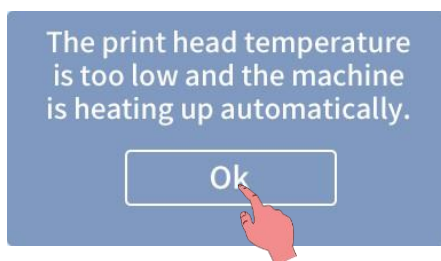 The print head temperature
is too low and the machine
is heating up automatically.
Ok